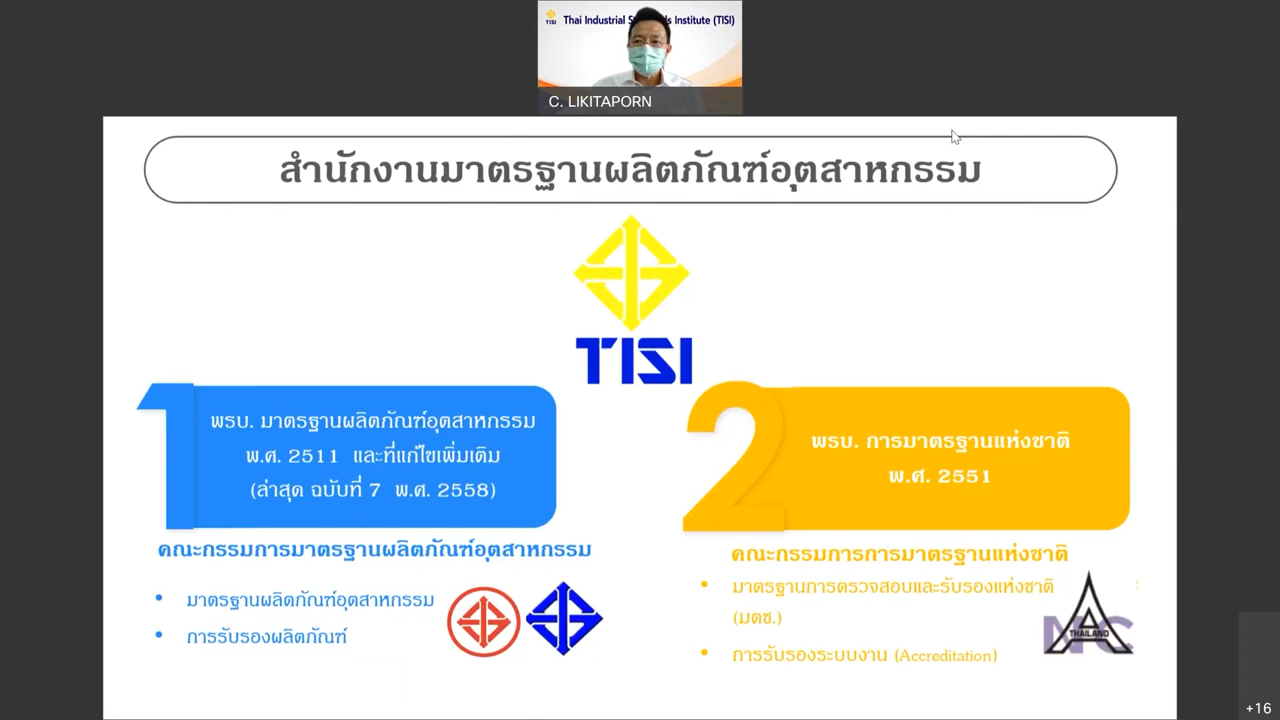 TISI Thai Industrial S ds Institute (TISI)
C. LIKITAPORN
สำนักงานมาตรฐานผลิตภัณฑ์อุตสาหกรรม
TISI
1
พรบ. มาตรฐานผลิตภัณฑ์อุตสาหกรรม
พ.ศ. 2511 และที่แก้ไขเพิ่มเติม
(ล่าสุด ฉบับที่ 7 พ.ศ. 2558)
คณะกรรมการมาตรฐานผลิตภัณฑ์อุตสาหกรรม
• มาตรฐานผลิตภัณฑ์อุตสาหกรรม
• การรับรองผลิตภัณฑ์
2
พรบ. การมาตรฐานแห่งชาติ
พ.ศ. 2551
คณะกรรมการการมาตรฐานแห่งชาติ
• มาตรฐานการตรวจสอบและรับรองแห่งชาติ
(มตช.)
• การรับรองระบบงาน (Accreditation)
THAILAND
+16